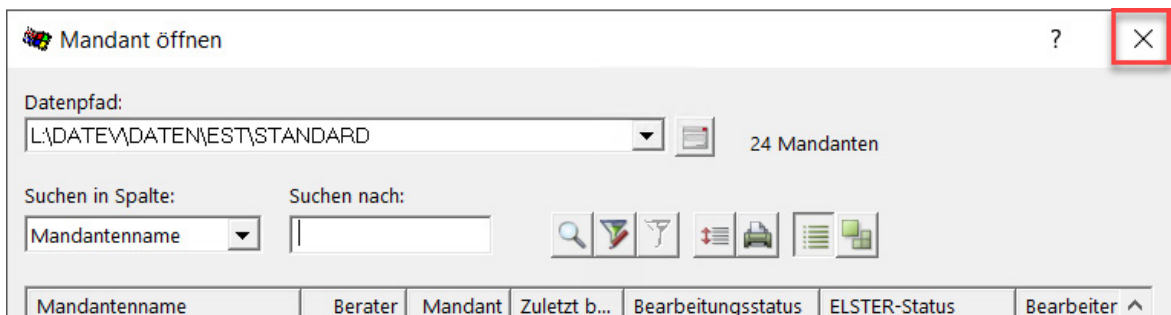 Mandant öffnen ?
Datenpfad:
L:\DATEV\DATEN\EST\STANDARD
24 Mandanten
Suchen in Spalte: Suchen nach:
Mandantenname
Mandantenname Berater Mandant Zuletzt b... Bearbeitungsstatus ELSTER-Status Bearbeiter